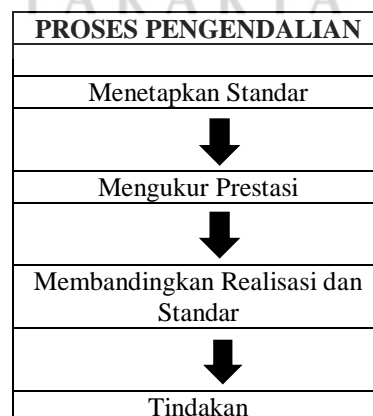 PROSES PENGENDALIAN
Menetapkan Standar
Mengukur Prestasi
Membandingkan Realisasi dan
Standar
Tindakan